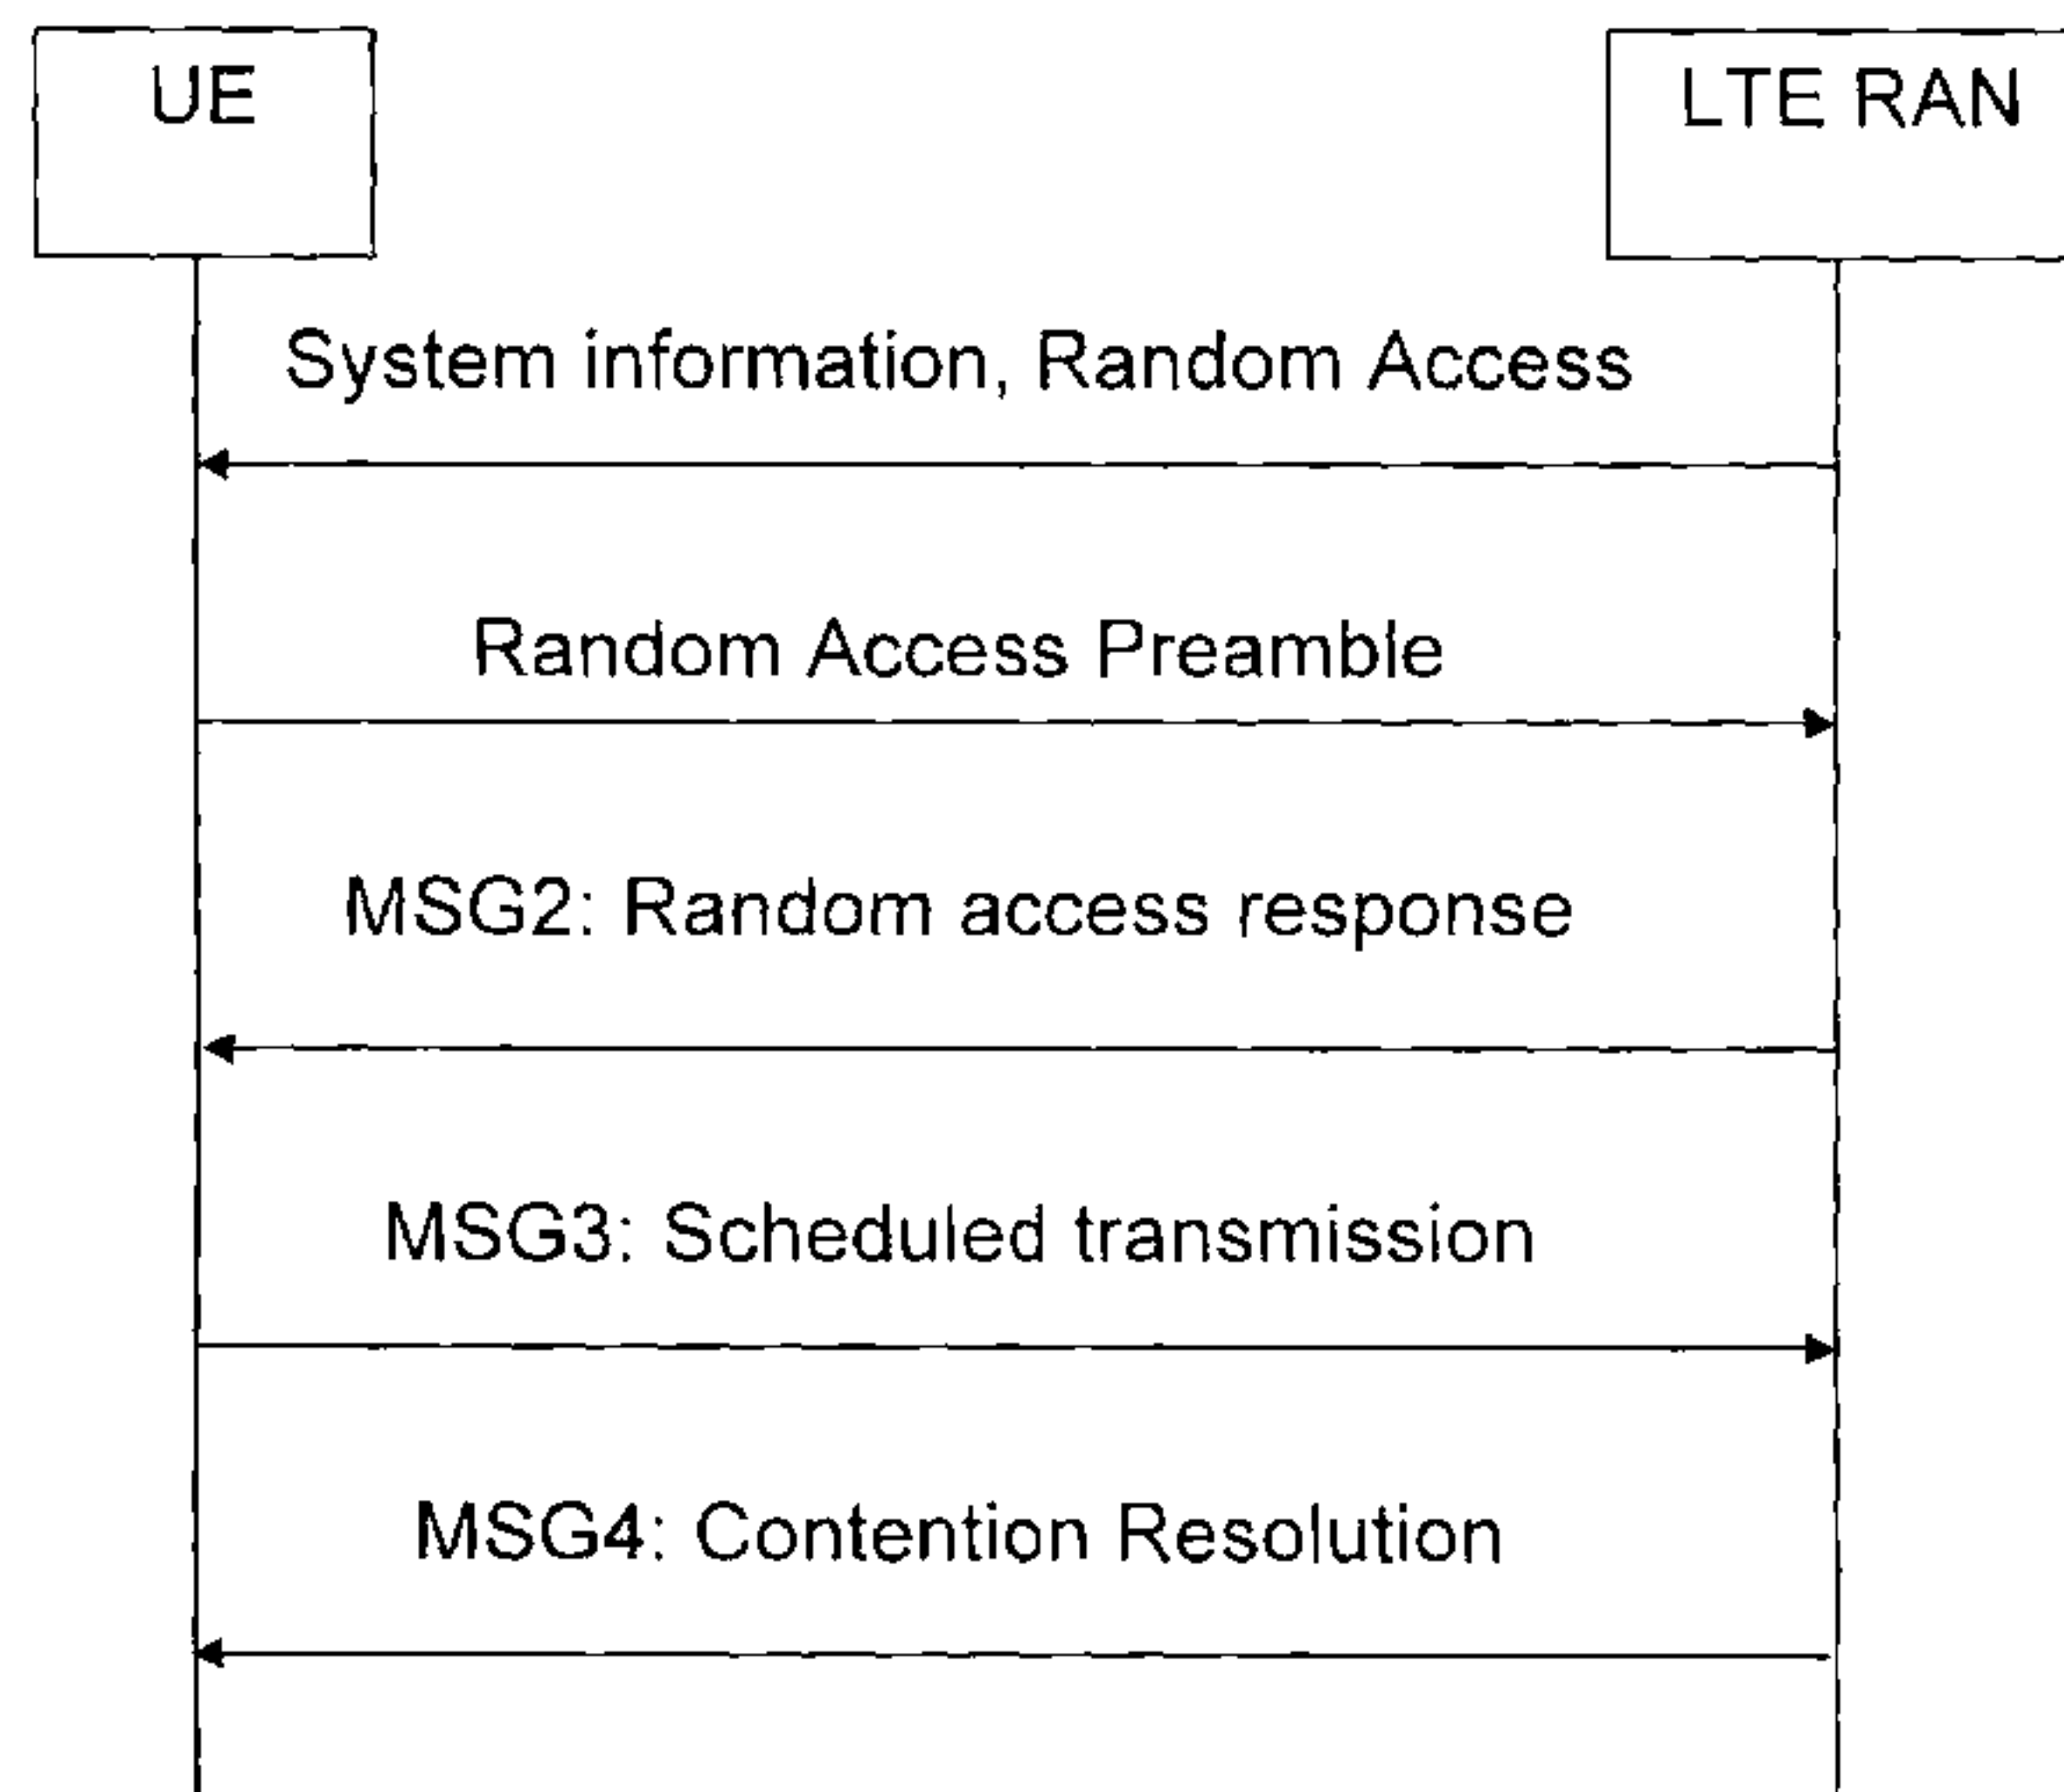 UE
LTE RAN
System information, Random Access
Random Access Preamble
MSG2: Random access response
MSG3: Scheduled transmission
MSG4: Contention Resolution